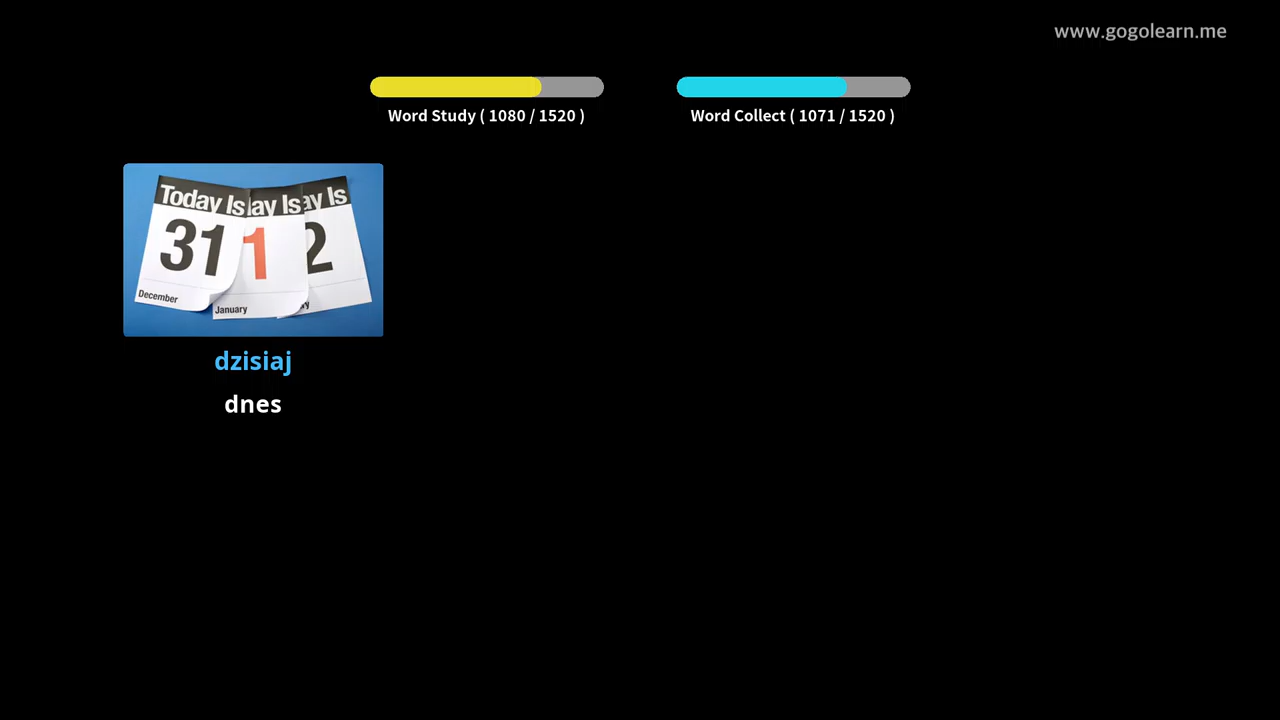 www.gogolearn.me
Word Study ( 1080 / 1520 )
Word Collect ( 1071 / 1520 )
Today Is
31
December
ay Is
1
January
ay Is
2
dzisiaj
dnes